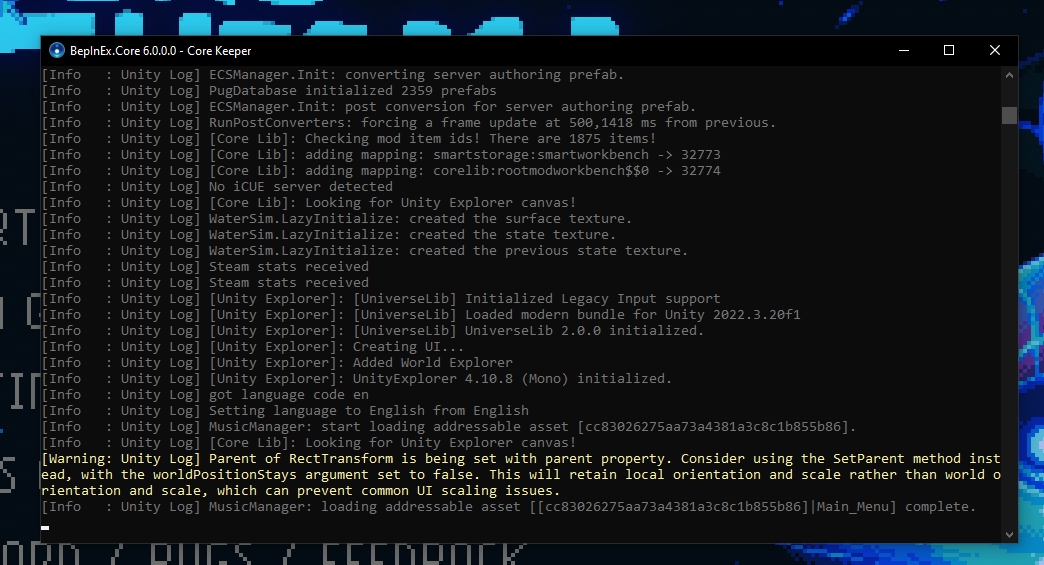 BepInEx.Core 6.0.0.0 - Core Keeper
[Info   : Unity Log] ECSManager.Init: converting server authoring prefab.
[Info   : Unity Log] PugDatabase initialized 2359 prefabs
[Info   : Unity Log] ECSManager.Init: post conversion for server authoring prefab.
[Info   : Unity Log] RunPostConverters: forcing a frame update at 500,1418 ms from previous.
[Info   : Unity Log] [Core Lib]: Checking mod item ids! There are 1875 items!
[Info   : Unity Log] [Core Lib]: adding mapping: smartstorage:smartworkbench -> 32773
[Info   : Unity Log] [Core Lib]: adding mapping: corelib:rootmodworkbench$$0 -> 32774
[Info   : Unity Log] No iCUE server detected
[Info   : Unity Log] [Core Lib]: Looking for Unity Explorer canvas!
[Info   : Unity Log] WaterSim.LazyInitialize: created the surface texture.
[Info   : Unity Log] WaterSim.LazyInitialize: created the state texture.
[Info   : Unity Log] WaterSim.LazyInitialize: created the previous state texture.
[Info   : Unity Log] Steam stats received
[Info   : Unity Log] Steam stats received
[Info   : Unity Log] [Unity Explorer]: [UniverseLib] Initialized Legacy Input support
[Info   : Unity Log] [Unity Explorer]: [UniverseLib] Loaded modern bundle for Unity 2022.3.20f1
[Info   : Unity Log] [Unity Explorer]: [UniverseLib] UniverseLib 2.0.0 initialized.
[Info   : Unity Log] [Unity Explorer]: Creating UI...
[Info   : Unity Log] [Unity Explorer]: Added World Explorer
[Info   : Unity Log] [Unity Explorer]: UnityExplorer 4.10.8 (Mono) initialized.
[Info   : Unity Log] got language code en
[Info   : Unity Log] Setting language to English from English
[Info   : Unity Log] MusicManager: start loading addressable asset [cc83026275aa73a4381a3c8c1b855b86].
[Info   : Unity Log] [Core Lib]: Looking for Unity Explorer canvas!
[Warning: Unity Log] Parent of RectTransform is being set with parent property. Consider using the SetParent method inst
ead, with the worldPositionStays argument set to false. This will retain local orientation and scale rather than world o
rientation and scale, which can prevent common UI scaling issues.
[Info   : Unity Log] MusicManager: loading addressable asset [[cc83026275aa73a4381a3c8c1b855b86]|Main_Menu] complete.
/ BUGS / FEEDBACK